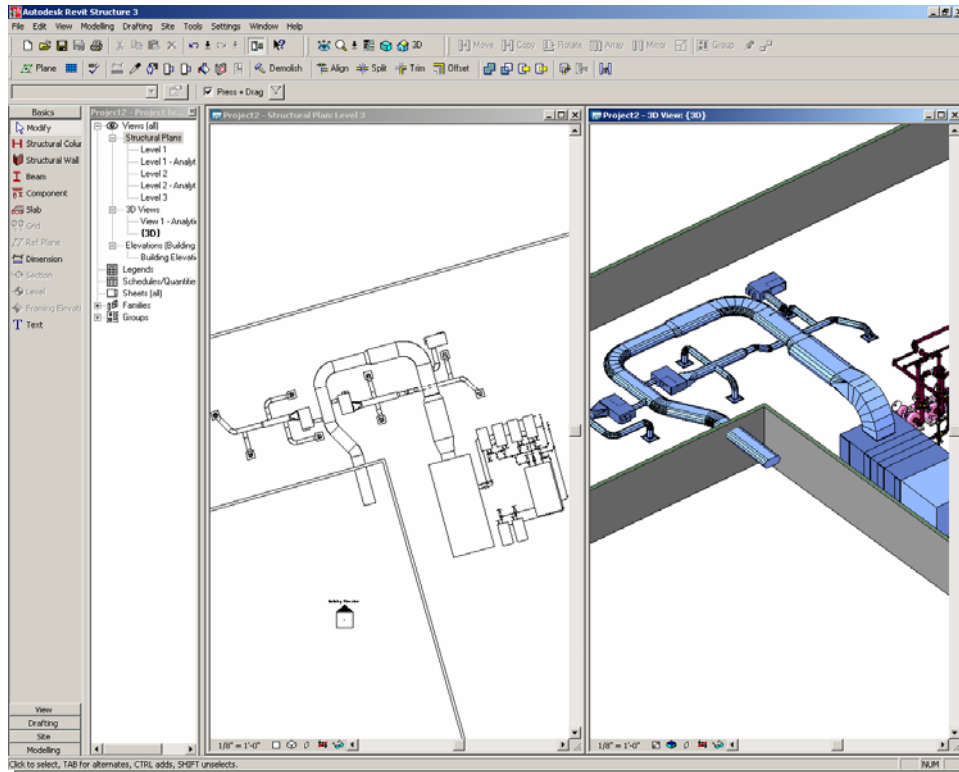 Autodesk Revit Structure 3
File Edit View Modelling Drafting Site Tools Settings Window Help
3D Move Copy Rotate Array Mirror Group
Plane Demolish Align Split Trim Offset
Press + Drag
Basics
Modify
Structural Colur
Structural Wall
Beam
Component
Slab
Grid
Ref Plane
Dimension
Section
Level
Framing Elevati
Text
View
Drafting
Site
Modelling
Project2 - Project
Views (all)
Structural Plans
Level 1
Level 1 - Analyt
Level 2
Level 2 - Analyt
Level 3
3D Views
View 1 - Analyti
{3D}
Elevations (Building
Building Elevati
Legends
Schedules/Quantitie
Sheets (all)
Families
Groups
Project2 - Structural Plan: Level 3
Building Elevation
1/8" = 1'-0"
Project2 - 3D View: {3D}
1/8" = 1'-0"
Click to select, TAB for alternates, CTRL adds, SHIFT unselects.
NUM